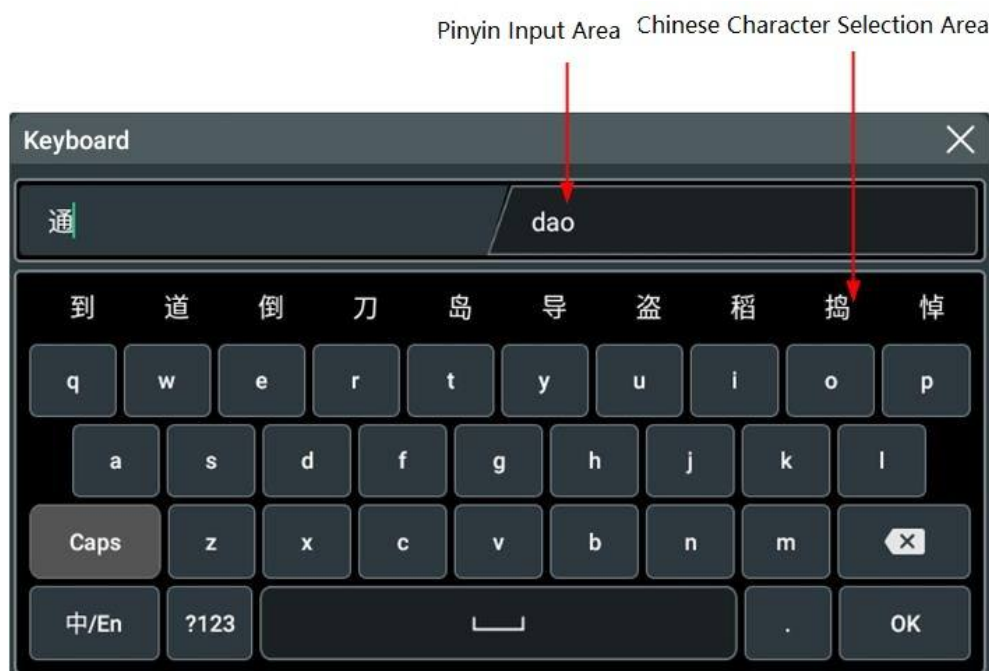 Pinyin Input Area Chinese Character Selection Area
Keyboard
通 dao
到 道 倒 刀 岛 导 盗 稻 捣 悼
q w e r t y u i o p
a s d f g h j k l
Caps z x c v b n m
中/En ?123 . OK